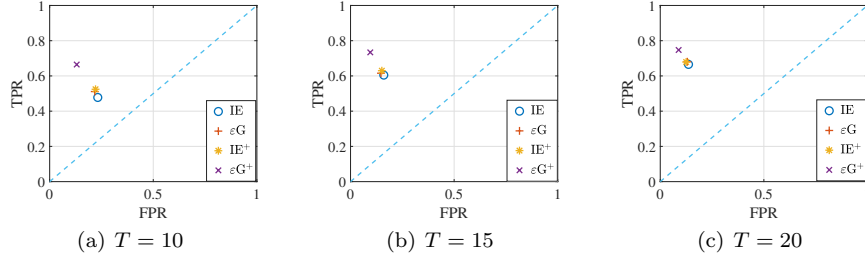 1
0.8
0.6
0.4
0.2
0
TPR
0 0.5 1
FPR
IE
εG
IE⁺
εG⁺
(a) T = 10
1
0.8
0.6
0.4
0.2
0
TPR
0 0.5 1
FPR
IE
εG
IE⁺
εG⁺
(b) T = 15
1
0.8
0.6
0.4
0.2
0
TPR
0 0.5
FPR
IE
εG
IE⁺
εG⁺
(c) T = 20